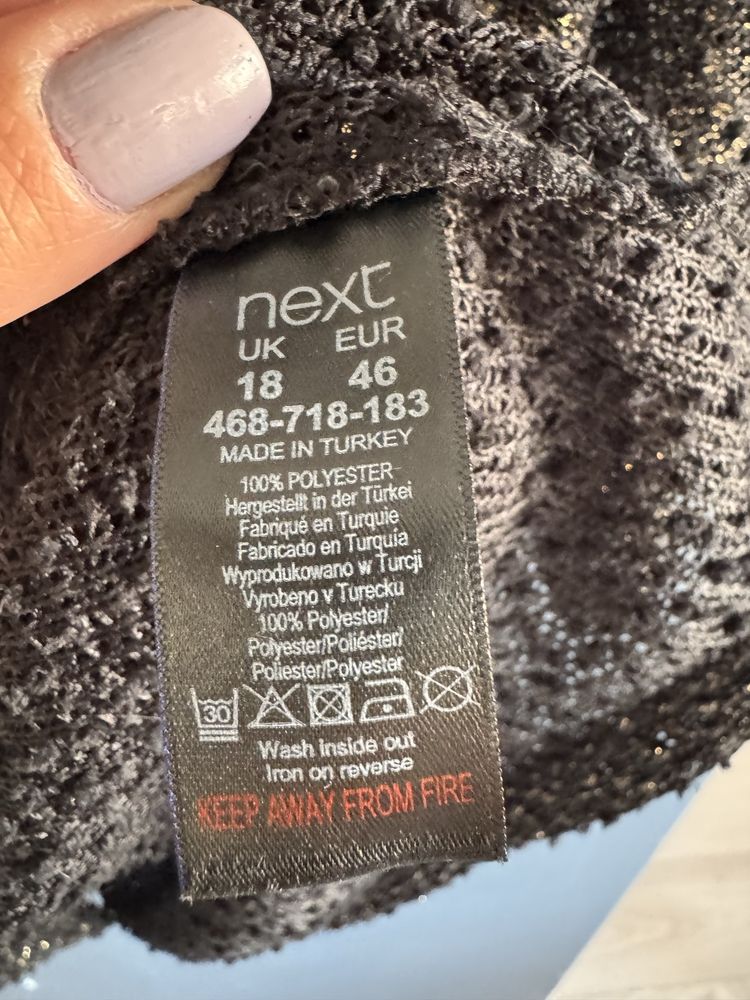 next
UK EUR
18 46
468-718-183
MADE IN TURKEY
100% POLYESTER
Hergestellt in der Türkei
Fabriqué en Turquie
Fabricado en Turquía
Wyprodukowano w Turcji
Vyrobeno v Turecku
100% Polyester/
Polyester/Poliéster/
Poliester/Polyester
30
Wash inside out
Iron on reverse
KEEP AWAY FROM FIRE